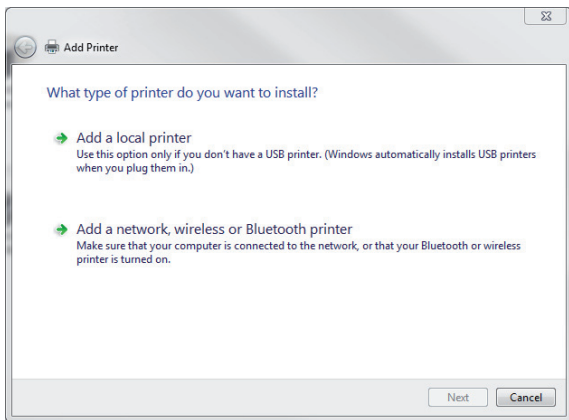 Add Printer
What type of printer do you want to install?
Add a local printer
Use this option only if you don't have a USB printer. (Windows automatically installs USB printers
when you plug them in.)
Add a network, wireless or Bluetooth printer
Make sure that your computer is connected to the network, or that your Bluetooth or wireless
printer is turned on.
Next
Cancel